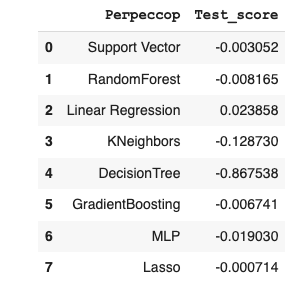 Perpeccop Test_score
0 Support Vector -0.003052
1 RandomForest -0.008165
2 Linear Regression 0.023858
3 KNeighbors -0.128730
4 DecisionTree -0.867538
5 GradientBoosting -0.006741
6 MLP -0.019030
7 Lasso -0.000714